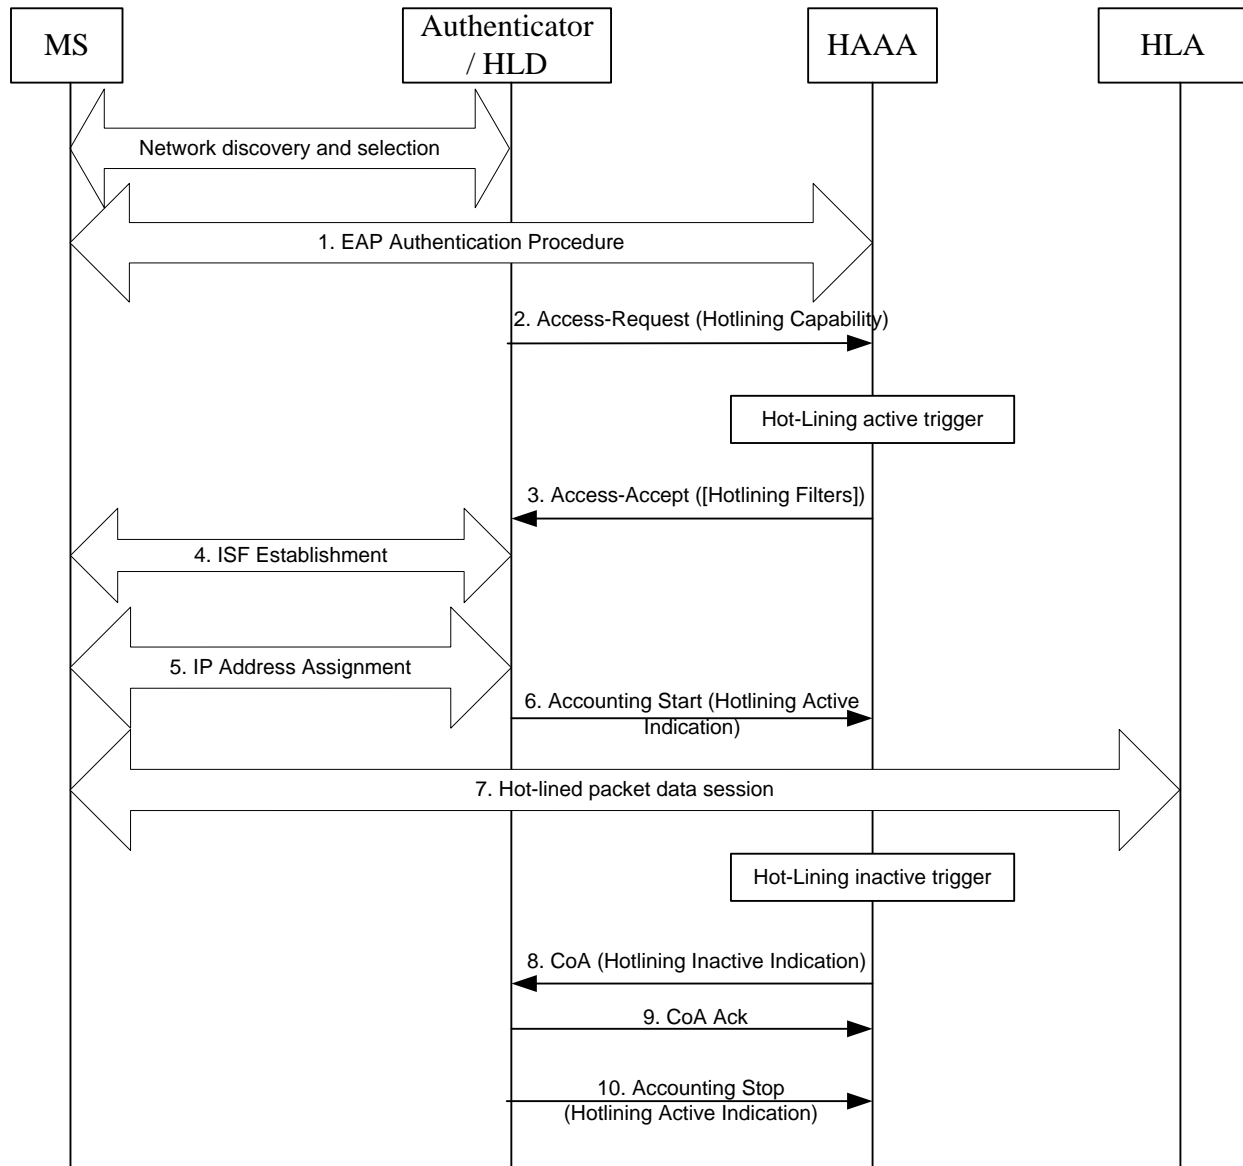 MS
Authenticator
/ HLD
HAAA
HLA
Network discovery and selection
1. EAP Authentication Procedure
2. Access-Request (Hotlining Capability)
Hot-Lining active trigger
3. Access-Accept ([Hotlining Filters])
4. ISF Establishment
5. IP Address Assignment
6. Accounting Start (Hotlining Active
Indication)
7. Hot-lined packet data session
Hot-Lining inactive trigger
8. CoA (Hotlining Inactive Indication)
9. CoA Ack
10. Accounting Stop
(Hotlining Active Indication)